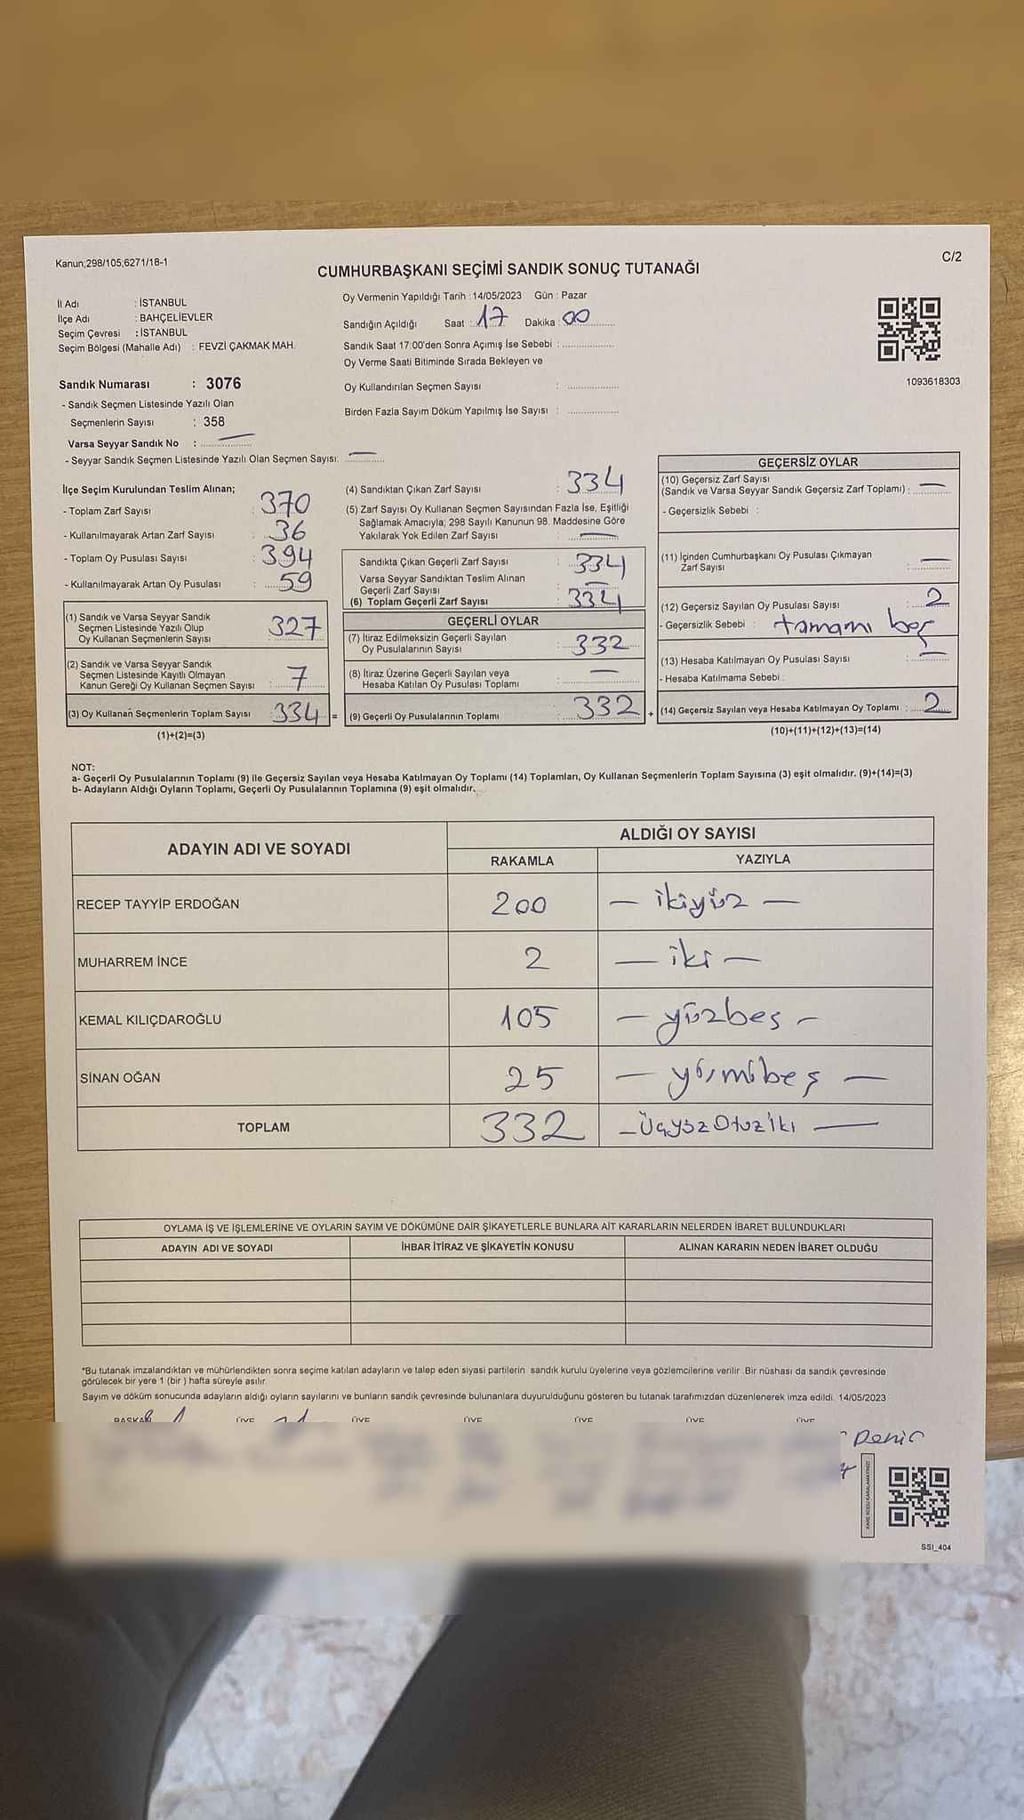 Kanun;298/105;6271/18-1
C/2
CUMHURBAŞKANI SEÇİMİ SANDIK SONUÇ TUTANAĞI
İl Adı : İSTANBUL
İlçe Adı : BAHÇELİEVLER
Seçim Çevresi : İSTANBUL
Seçim Bölgesi (Mahalle Adı) : FEVZİ ÇAKMAK MAH.
Sandık Numarası : 3076
- Sandık Seçmen Listesinde Yazılı Olan
Seçmenlerin Sayısı : 358
Varsa Seyyar Sandık No : —
- Seyyar Sandık Seçmen Listesinde Yazılı Olan Seçmen Sayısı: —
Oy Vermenin Yapıldığı Tarih : 14/05/2023 Gün : Pazar
Sandığın Açıldığı Saat : 17 Dakika : 00
Sandık Saat 17:00'den Sonra Açımış İse Sebebi :
Oy Verme Saati Bitiminde Sırada Bekleyen ve
Oy Kullandırılan Seçmen Sayısı :
Birden Fazla Sayım Döküm Yapılmış İse Sayısı :
1093618303
İlçe Seçim Kurulundan Teslim Alınan;
- Toplam Zarf Sayısı : 370
- Kullanılmayarak Artan Zarf Sayısı : 36
- Toplam Oy Pusulası Sayısı : 394
- Kullanılmayarak Artan Oy Pusulası : 59
(1) Sandık ve Varsa Seyyar Sandık
Seçmen Listesinde Yazılı Olup
Oy Kullanan Seçmenlerin Sayısı : 327
(2) Sandık ve Varsa Seyyar Sandık
Seçmen Listesinde Kayıtlı Olmayan
Kanun Gereği Oy Kullanan Seçmen Sayısı : 7
(3) Oy Kullanan Seçmenlerin Toplam Sayısı : 334 =
(1)+(2)=(3)
(4) Sandıktan Çıkan Zarf Sayısı : 334
(5) Zarf Sayısı Oy Kullanan Seçmen Sayısından Fazla İse, Eşitliği
Sağlamak Amacıyla; 298 Sayılı Kanunun 98. Maddesine Göre
Yakılarak Yok Edilen Zarf Sayısı : —
Sandıkta Çıkan Geçerli Zarf Sayısı : 334
Varsa Seyyar Sandıktan Teslim Alınan
Geçerli Zarf Sayısı : —
(6) Toplam Geçerli Zarf Sayısı : 334
GEÇERLİ OYLAR
(7) İtiraz Edilmeksizin Geçerli Sayılan
Oy Pusulalarının Sayısı : 332
(8) İtiraz Üzerine Geçerli Sayılan veya
Hesaba Katılan Oy Pusulası Toplamı : —
(9) Geçerli Oy Pusulalarının Toplamı : 332 +
GEÇERSİZ OYLAR
(10) Geçersiz Zarf Sayısı
(Sandık ve Varsa Seyyar Sandık Geçersiz Zarf Toplamı) : —
- Geçersizlik Sebebi :
(11) İçinden Cumhurbaşkanı Oy Pusulası Çıkmayan
Zarf Sayısı : —
(12) Geçersiz Sayılan Oy Pusulası Sayısı : 2
- Geçersizlik Sebebi : tamamı boş
(13) Hesaba Katılmayan Oy Pusulası Sayısı : —
- Hesaba Katılmama Sebebi :
(14) Geçersiz Sayılan veya Hesaba Katılmayan Oy Toplamı : 2
(10)+(11)+(12)+(13)=(14)
NOT:
a- Geçerli Oy Pusulalarının Toplamı (9) ile Geçersiz Sayılan veya Hesaba Katılmayan Oy Toplamı (14) Toplamları, Oy Kullanan Seçmenlerin Toplam Sayısına (3) eşit olmalıdır. (9)+(14)=(3)
b- Adayların Aldığı Oyların Toplamı, Geçerli Oy Pusulalarının Toplamına (9) eşit olmalıdır.
ADAYIN ADI VE SOYADI ALDIĞI OY SAYISI
RAKAMLA YAZIYLA
RECEP TAYYİP ERDOĞAN 200 — ikiyüz —
MUHARREM İNCE 2 — iki —
KEMAL KILIÇDAROĞLU 105 — yüzbeş —
SİNAN OĞAN 25 — yirmibeş —
TOPLAM 332 — ÜçyüzOtuziki —
OYLAMA İŞ VE İŞLEMLERİNE VE OYLARIN SAYIM VE DÖKÜMÜNE DAİR ŞİKAYETLERLE BUNLARA AİT KARARLARIN NELERDEN İBARET BULUNDUKLARI
ADAYIN ADI VE SOYADI İHBAR İTİRAZ VE ŞİKAYETİN KONUSU ALINAN KARARIN NEDEN İBARET OLDUĞU
*Bu tutanak imzalandıktan ve mühürlendikten sonra seçime katılan adayların ve talep eden siyasi partilerin sandık kurulu üyelerine veya gözlemcilerine verilir. Bir nüshası da sandık çevresinde
görülecek bir yere 1 (bir) hafta süreyle asılır.
Sayım ve döküm sonucunda adayların aldığı oyların sayılarını ve bunların sandık çevresinde bulunanlara duyurulduğunu gösteren bu tutanak tarafımızdan düzenlenerek imza edildi. 14/05/2023
BAŞKAN ÜYE ÜYE ÜYE ÜYE ÜYE ÜYE
SSI_404